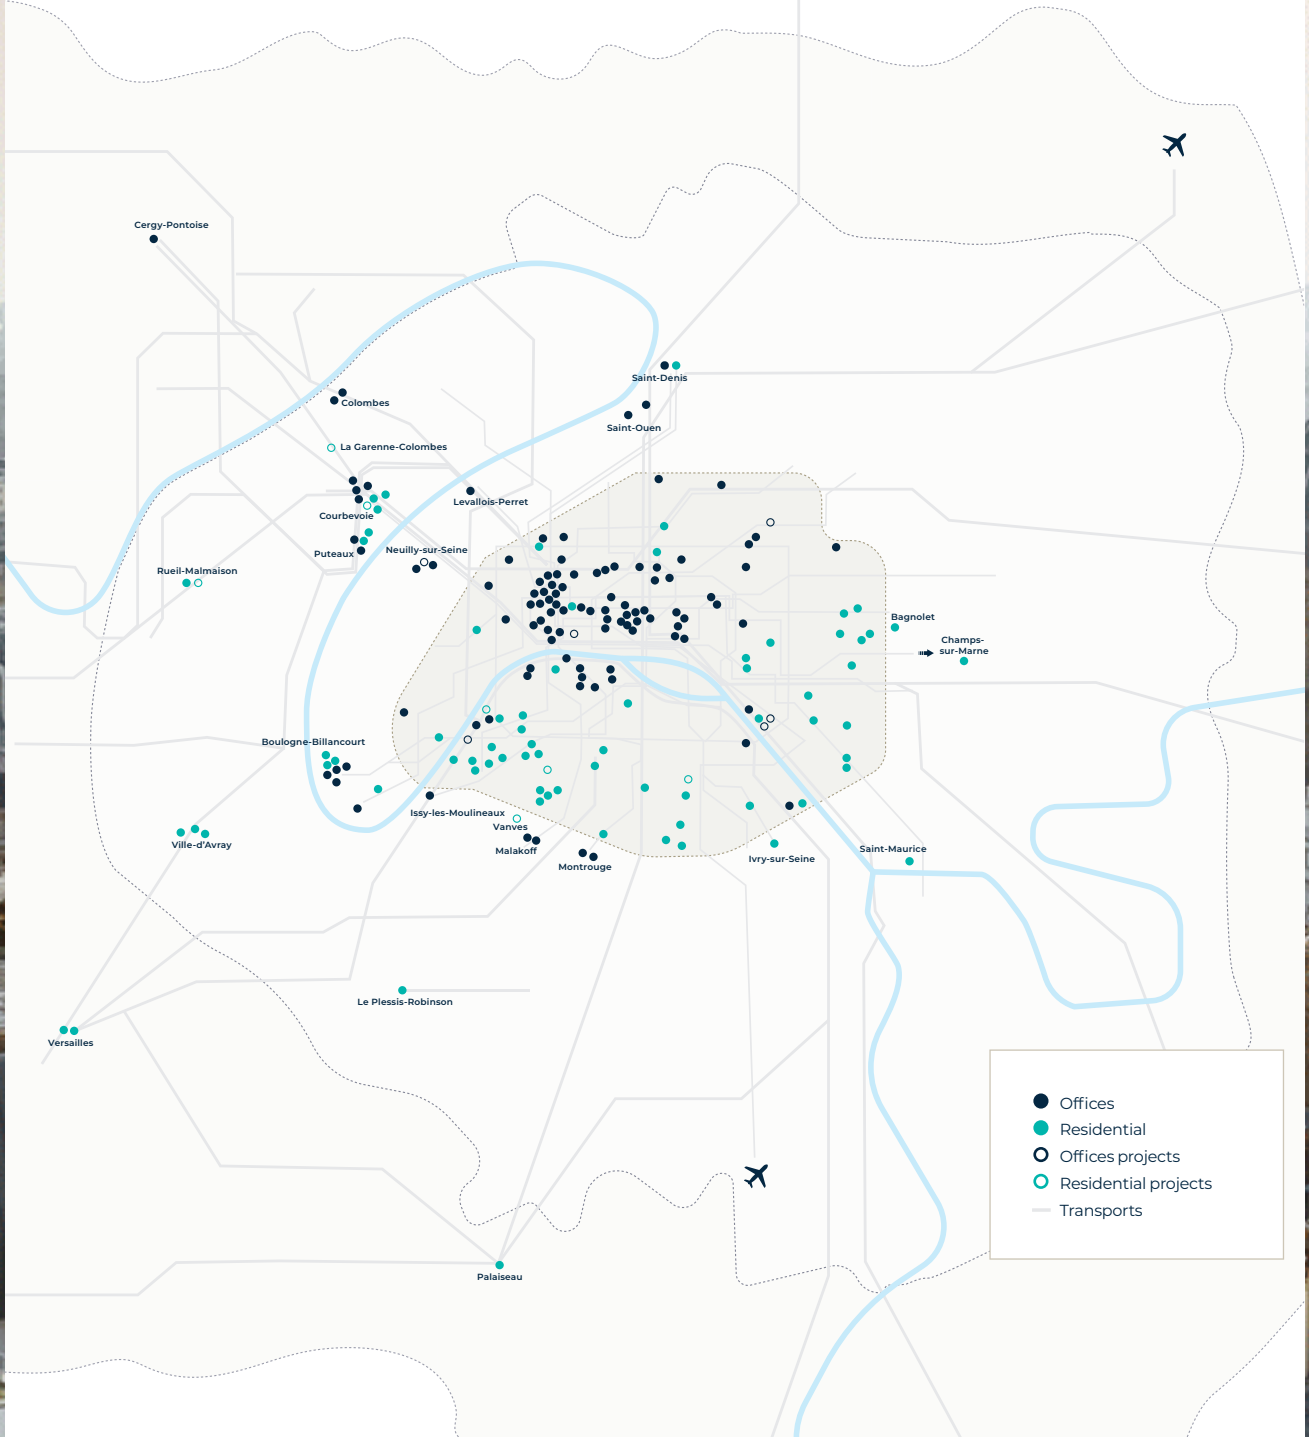 Cergy-Pontoise
Saint-Denis
Colombes
Saint-Ouen
La Garenne-Colombes
Levallois-Perret
Courbevoie
Neuilly-sur-Seine
Puteaux
Rueil-Malmaison
Bagnolet
Champs-
sur-Marne
Boulogne-Billancourt
Issy-les-Moulineaux
Vanves
Ville-d'Avray
Malakoff
Montrouge
Ivry-sur-Seine
Saint-Maurice
Le Plessis-Robinson
Versailles
Offices
Residential
Offices projects
Residential projects
Transports
Palaiseau